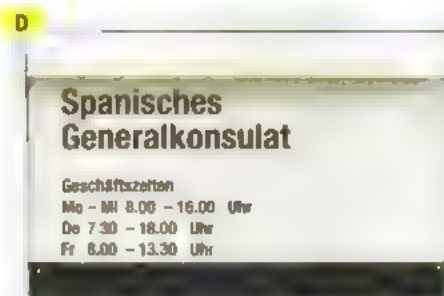 D
Spanisches
Generalkonsulat
Geschäftszeiten
Mo - Mi 8.00 - 16.00 Uhr
Do 7.30 - 18.00 Uhr
Fr 8.00 - 13.30 Uhr